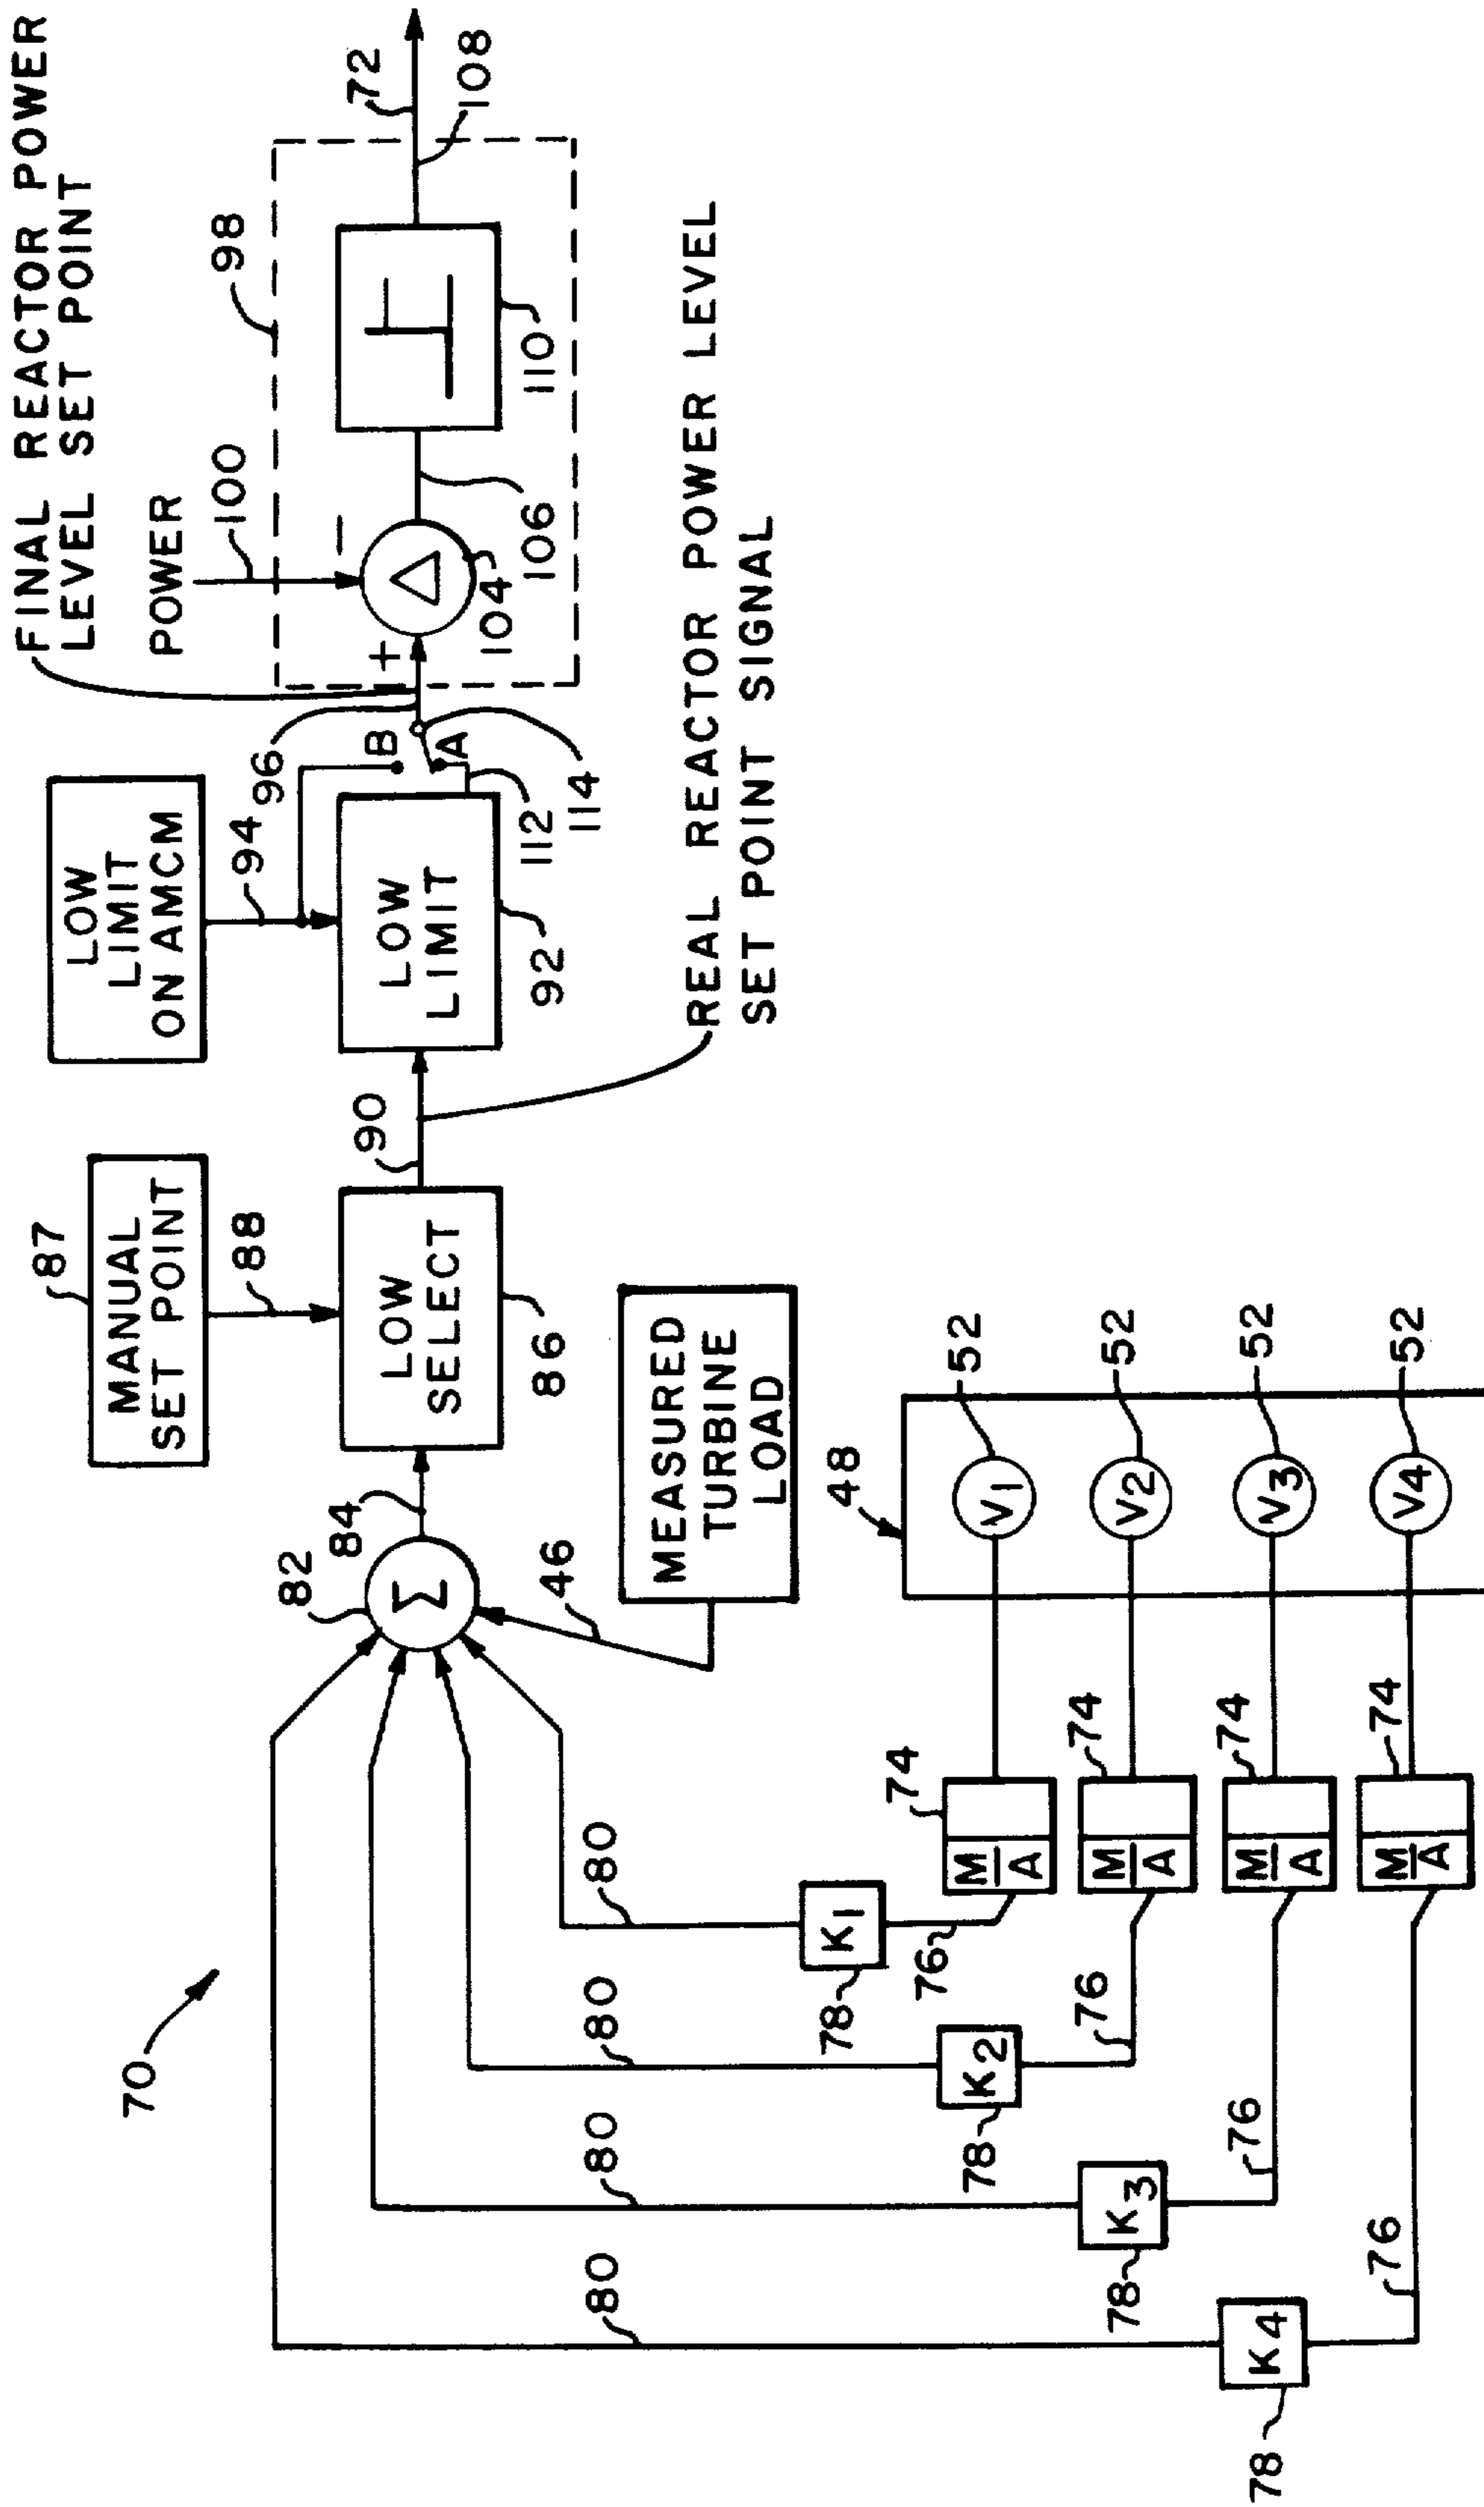 FINAL REACTOR POWER
LEVEL SET POINT
POWER
100
98
72
108
110
106
104
+
−
Δ
96
B
A
112
114
LOW
LIMIT
ON AMCM
94
LOW
LIMIT
92
REAL REACTOR POWER LEVEL
SET POINT SIGNAL
90
87
MANUAL
SET POINT
88
LOW
SELECT
86
84
82
Σ
46
MEASURED
TURBINE
LOAD
48
V1
52
V2
52
V3
52
V4
52
74
M
A
74
M
A
74
M
A
74
M
A
70
80
K1
78
76
80
K2
78
76
80
K3
78
76
80
K4
78
76